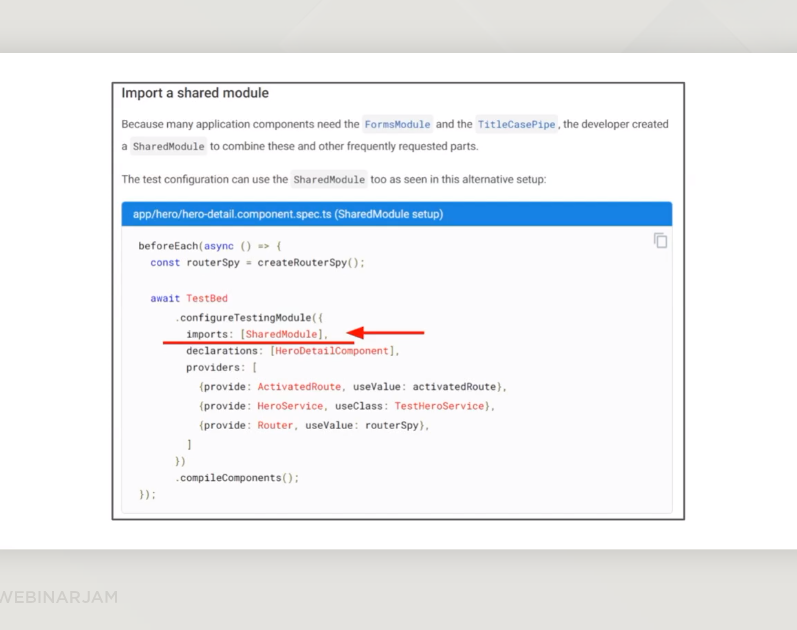 Import a shared module
Because many application components need the FormsModule and the TitleCasePipe, the developer created
a SharedModule to combine these and other frequently requested parts.
The test configuration can use the SharedModule too as seen in this alternative setup:
app/hero/hero-detail.component.spec.ts (SharedModule setup)
beforeEach(async () => {
  const routerSpy = createRouterSpy();
  await TestBed
      .configureTestingModule({
        imports: [SharedModule],
        declarations: [HeroDetailComponent],
        providers: [
          {provide: ActivatedRoute, useValue: activatedRoute},
          {provide: HeroService, useClass: TestHeroService},
          {provide: Router, useValue: routerSpy},
        ]
      })
      .compileComponents();
});
WEBINARJAM